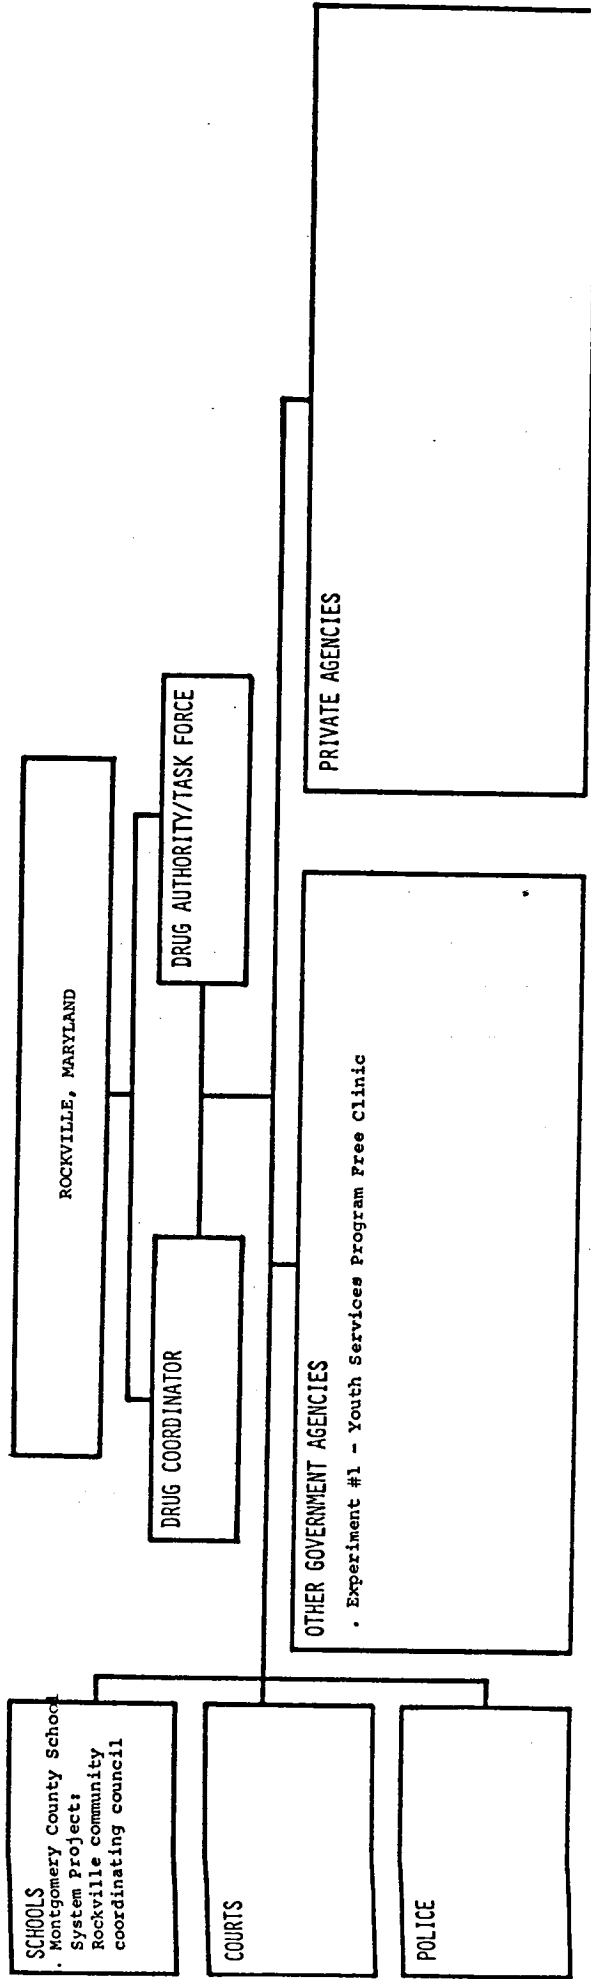 ROCKVILLE, MARYLAND
DRUG COORDINATOR
DRUG AUTHORITY/TASK FORCE
SCHOOLS
. Montgomery County School
System Project:
Rockville community
coordinating council
COURTS
POLICE
OTHER GOVERNMENT AGENCIES
. Experiment #1 - Youth Services Program Free Clinic
PRIVATE AGENCIES